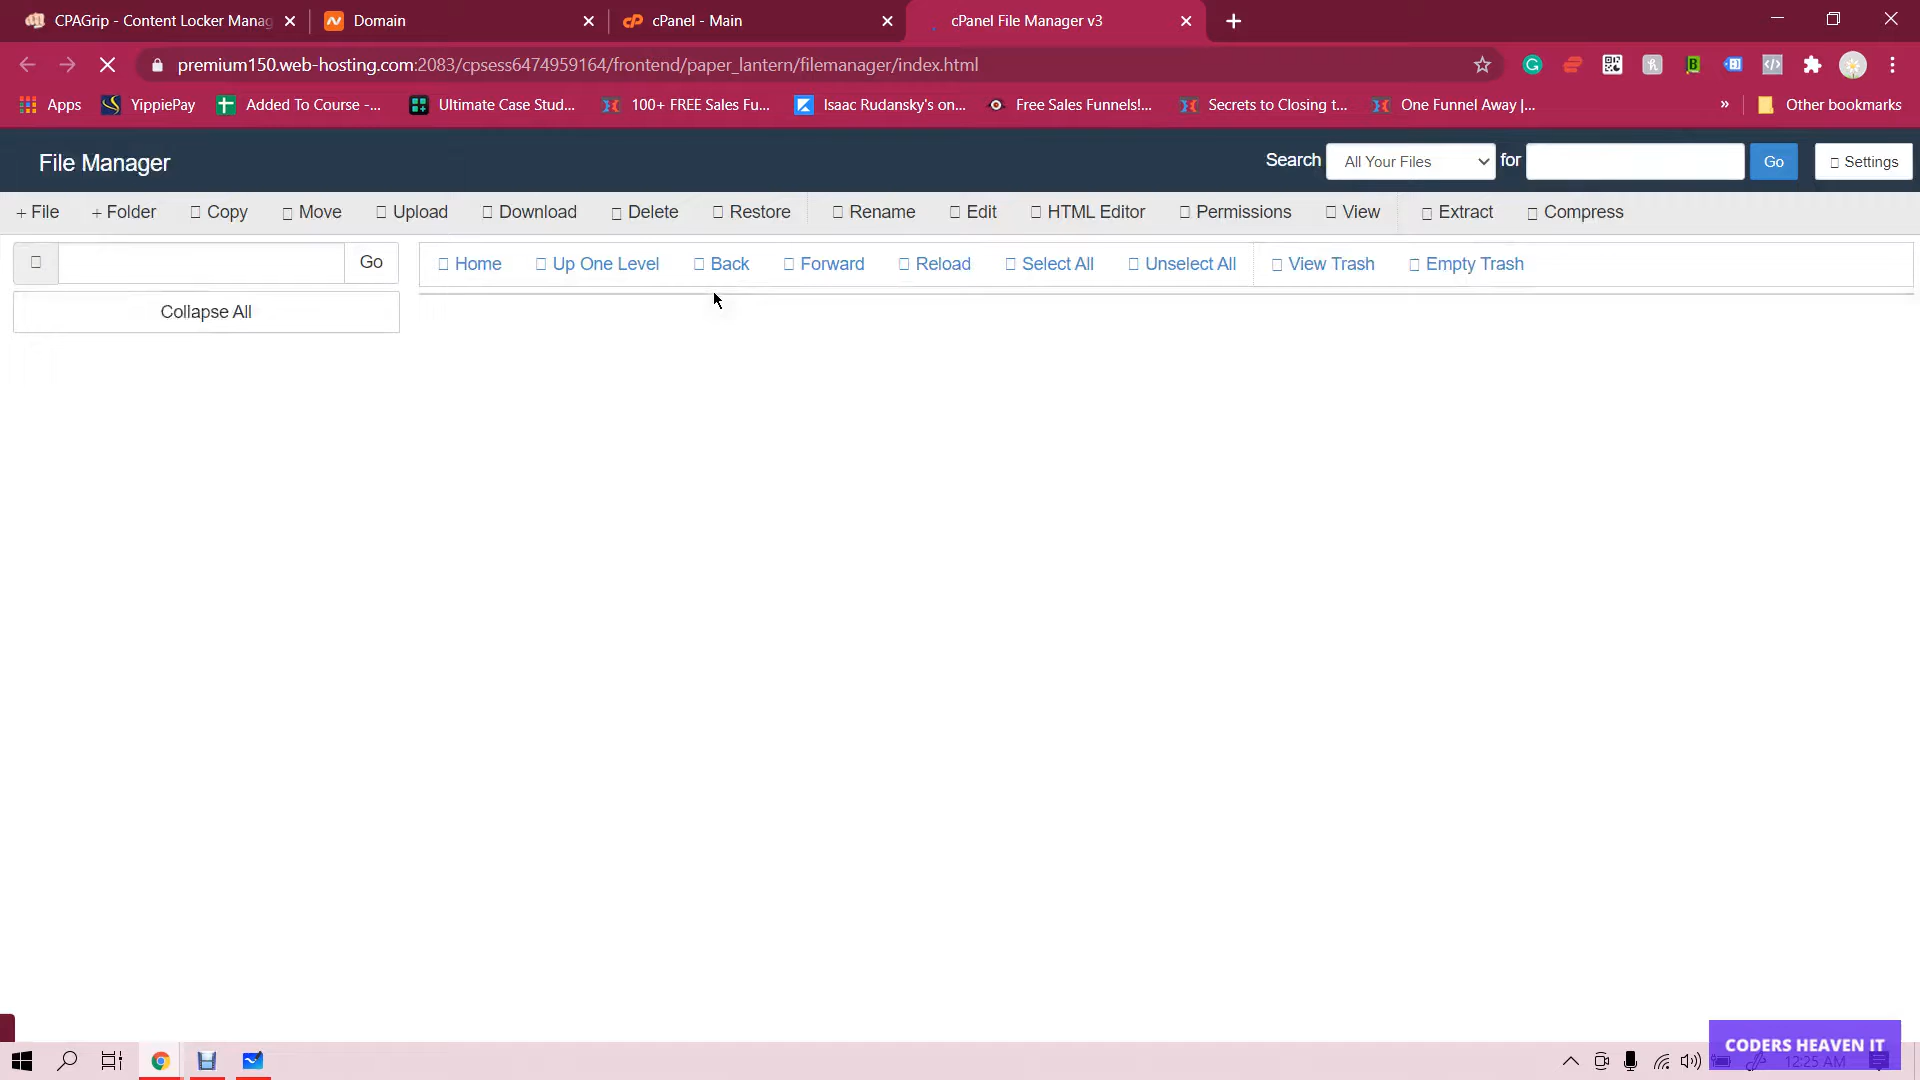 CPAGrip - Content Locker Manag
Domain
cPanel - Main
cPanel File Manager v3
premium150.web-hosting.com:2083/cpsess6474959164/frontend/paper_lantern/filemanager/index.html
Apps YippiePay Added To Course -... Ultimate Case Stud... 100+ FREE Sales Fu... Isaac Rudansky's on... Free Sales Funnels!... Secrets to Closing t... One Funnel Away |... » Other bookmarks
File Manager Search All Your Files for Go Settings
+ File + Folder Copy Move Upload Download Delete Restore Rename Edit HTML Editor Permissions View Extract Compress
Go Home Up One Level Back Forward Reload Select All Unselect All View Trash Empty Trash
Collapse All
CODERS HEAVEN IT
12:25 AM